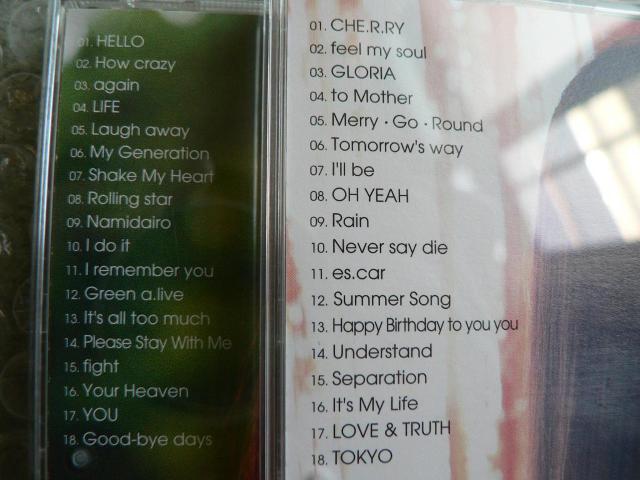 01. HELLO
02. How crazy
03. again
04. LIFE
05. Laugh away
06. My Generation
07. Shake My Heart
08. Rolling star
09. Namidairo
10. I do it
11. I remember you
12. Green a.live
13. It's all too much
14. Please Stay With Me
15. fight
16. Your Heaven
17. YOU
18. Good-bye days
01. CHE.R.RY
02. feel my soul
03. GLORIA
04. to Mother
05. Merry・Go・Round
06. Tomorrow's way
07. I'll be
08. OH YEAH
09. Rain
10. Never say die
11. es.car
12. Summer Song
13. Happy Birthday to you you
14. Understand
15. Separation
16. It's My Life
17. LOVE & TRUTH
18. TOKYO